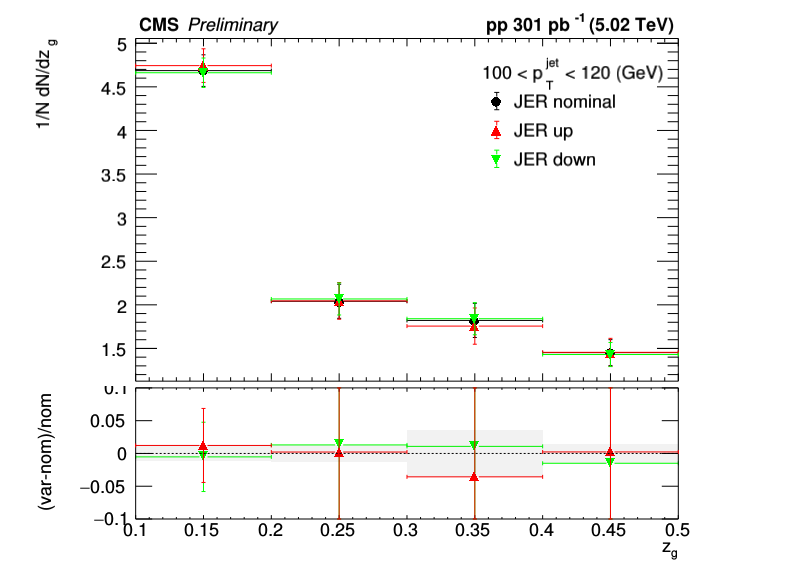 CMS Preliminary pp 301 pb -1 (5.02 TeV)
1/N dN/dz g
5
4.5
4
3.5
3
2.5
2
1.5
100 < p T jet < 120 (GeV)
JER nominal
JER up
JER down
(var-nom)/nom
0.1
0.05
0
−0.05
−0.1
0.1 0.15 0.2 0.25 0.3 0.35 0.4 0.45 0.5
z g